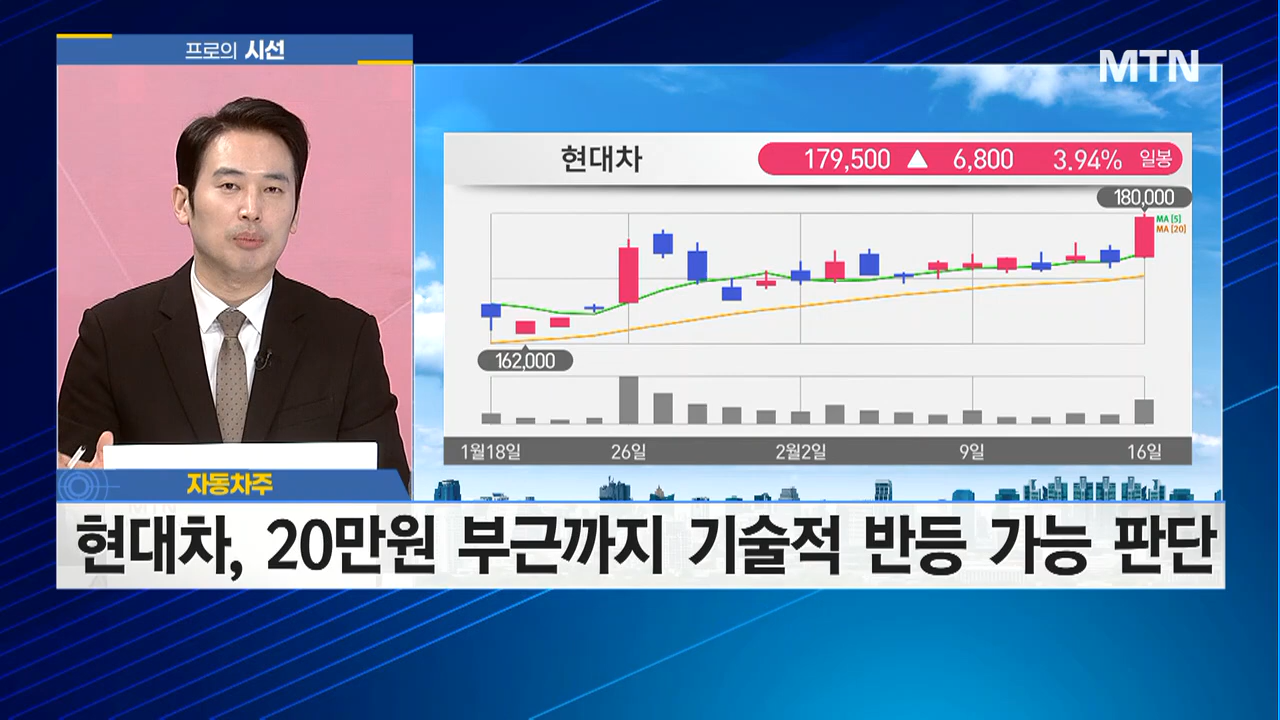 프로의 시선
MTN
현대차
179,500 ▲ 6,800 3.94% 일봉
180,000
MA [5]
MA [20]
162,000
1월18일 26일 2월2일 9일 16일
자동차주
현대차, 20만원 부근까지 기술적 반등 가능 판단